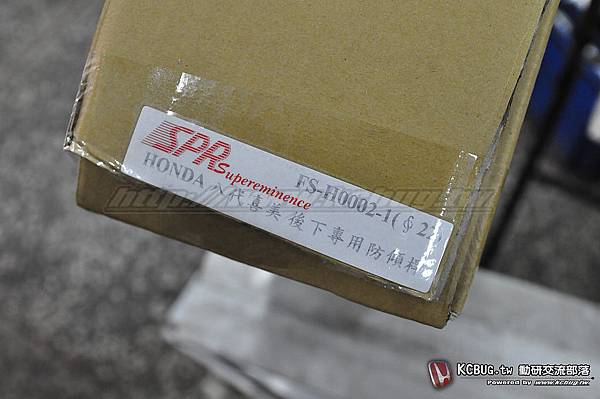 SPR Supereminence FS-H0002-1(§22)
HONDA 八代喜美 後下專用防傾桿
KCBUG.tw 動研交流部落
Powered by www.kcbug.tw